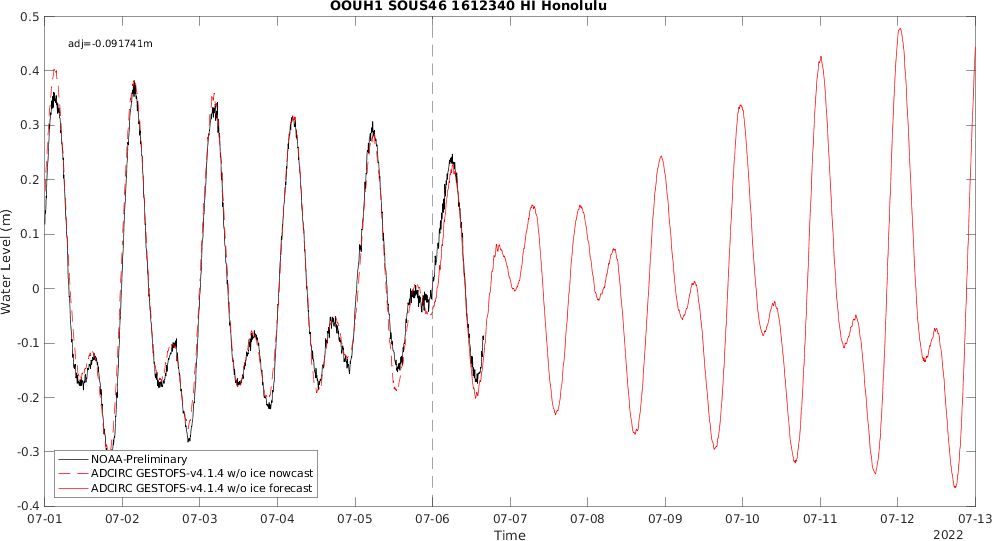 OOUH1 SOUS46 1612340 HI Honolulu
adj=-0.091741m
0.5
0.4
0.3
0.2
0.1
0
-0.1
-0.2
-0.3
-0.4
Water Level (m)
NOAA-Preliminary
ADCIRC GESTOFS-v4.1.4 w/o ice nowcast
ADCIRC GESTOFS-v4.1.4 w/o ice forecast
07-01 07-02 07-03 07-04 07-05 07-06 07-07 07-08 07-09 07-10 07-11 07-12 07-13
Time
2022